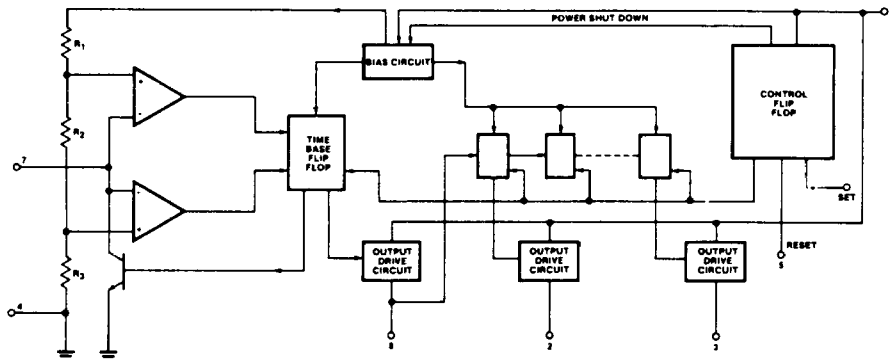 POWER SHUT DOWN
R1
BIAS CIRCUIT
CONTROL
FLIP
FLOP
R2
TIME
BASE
FLIP
FLOP
7
SET
OUTPUT
DRIVE
CIRCUIT
OUTPUT
DRIVE
CIRCUIT
OUTPUT
DRIVE
CIRCUIT
RESET
5
R3
4
8
2
3